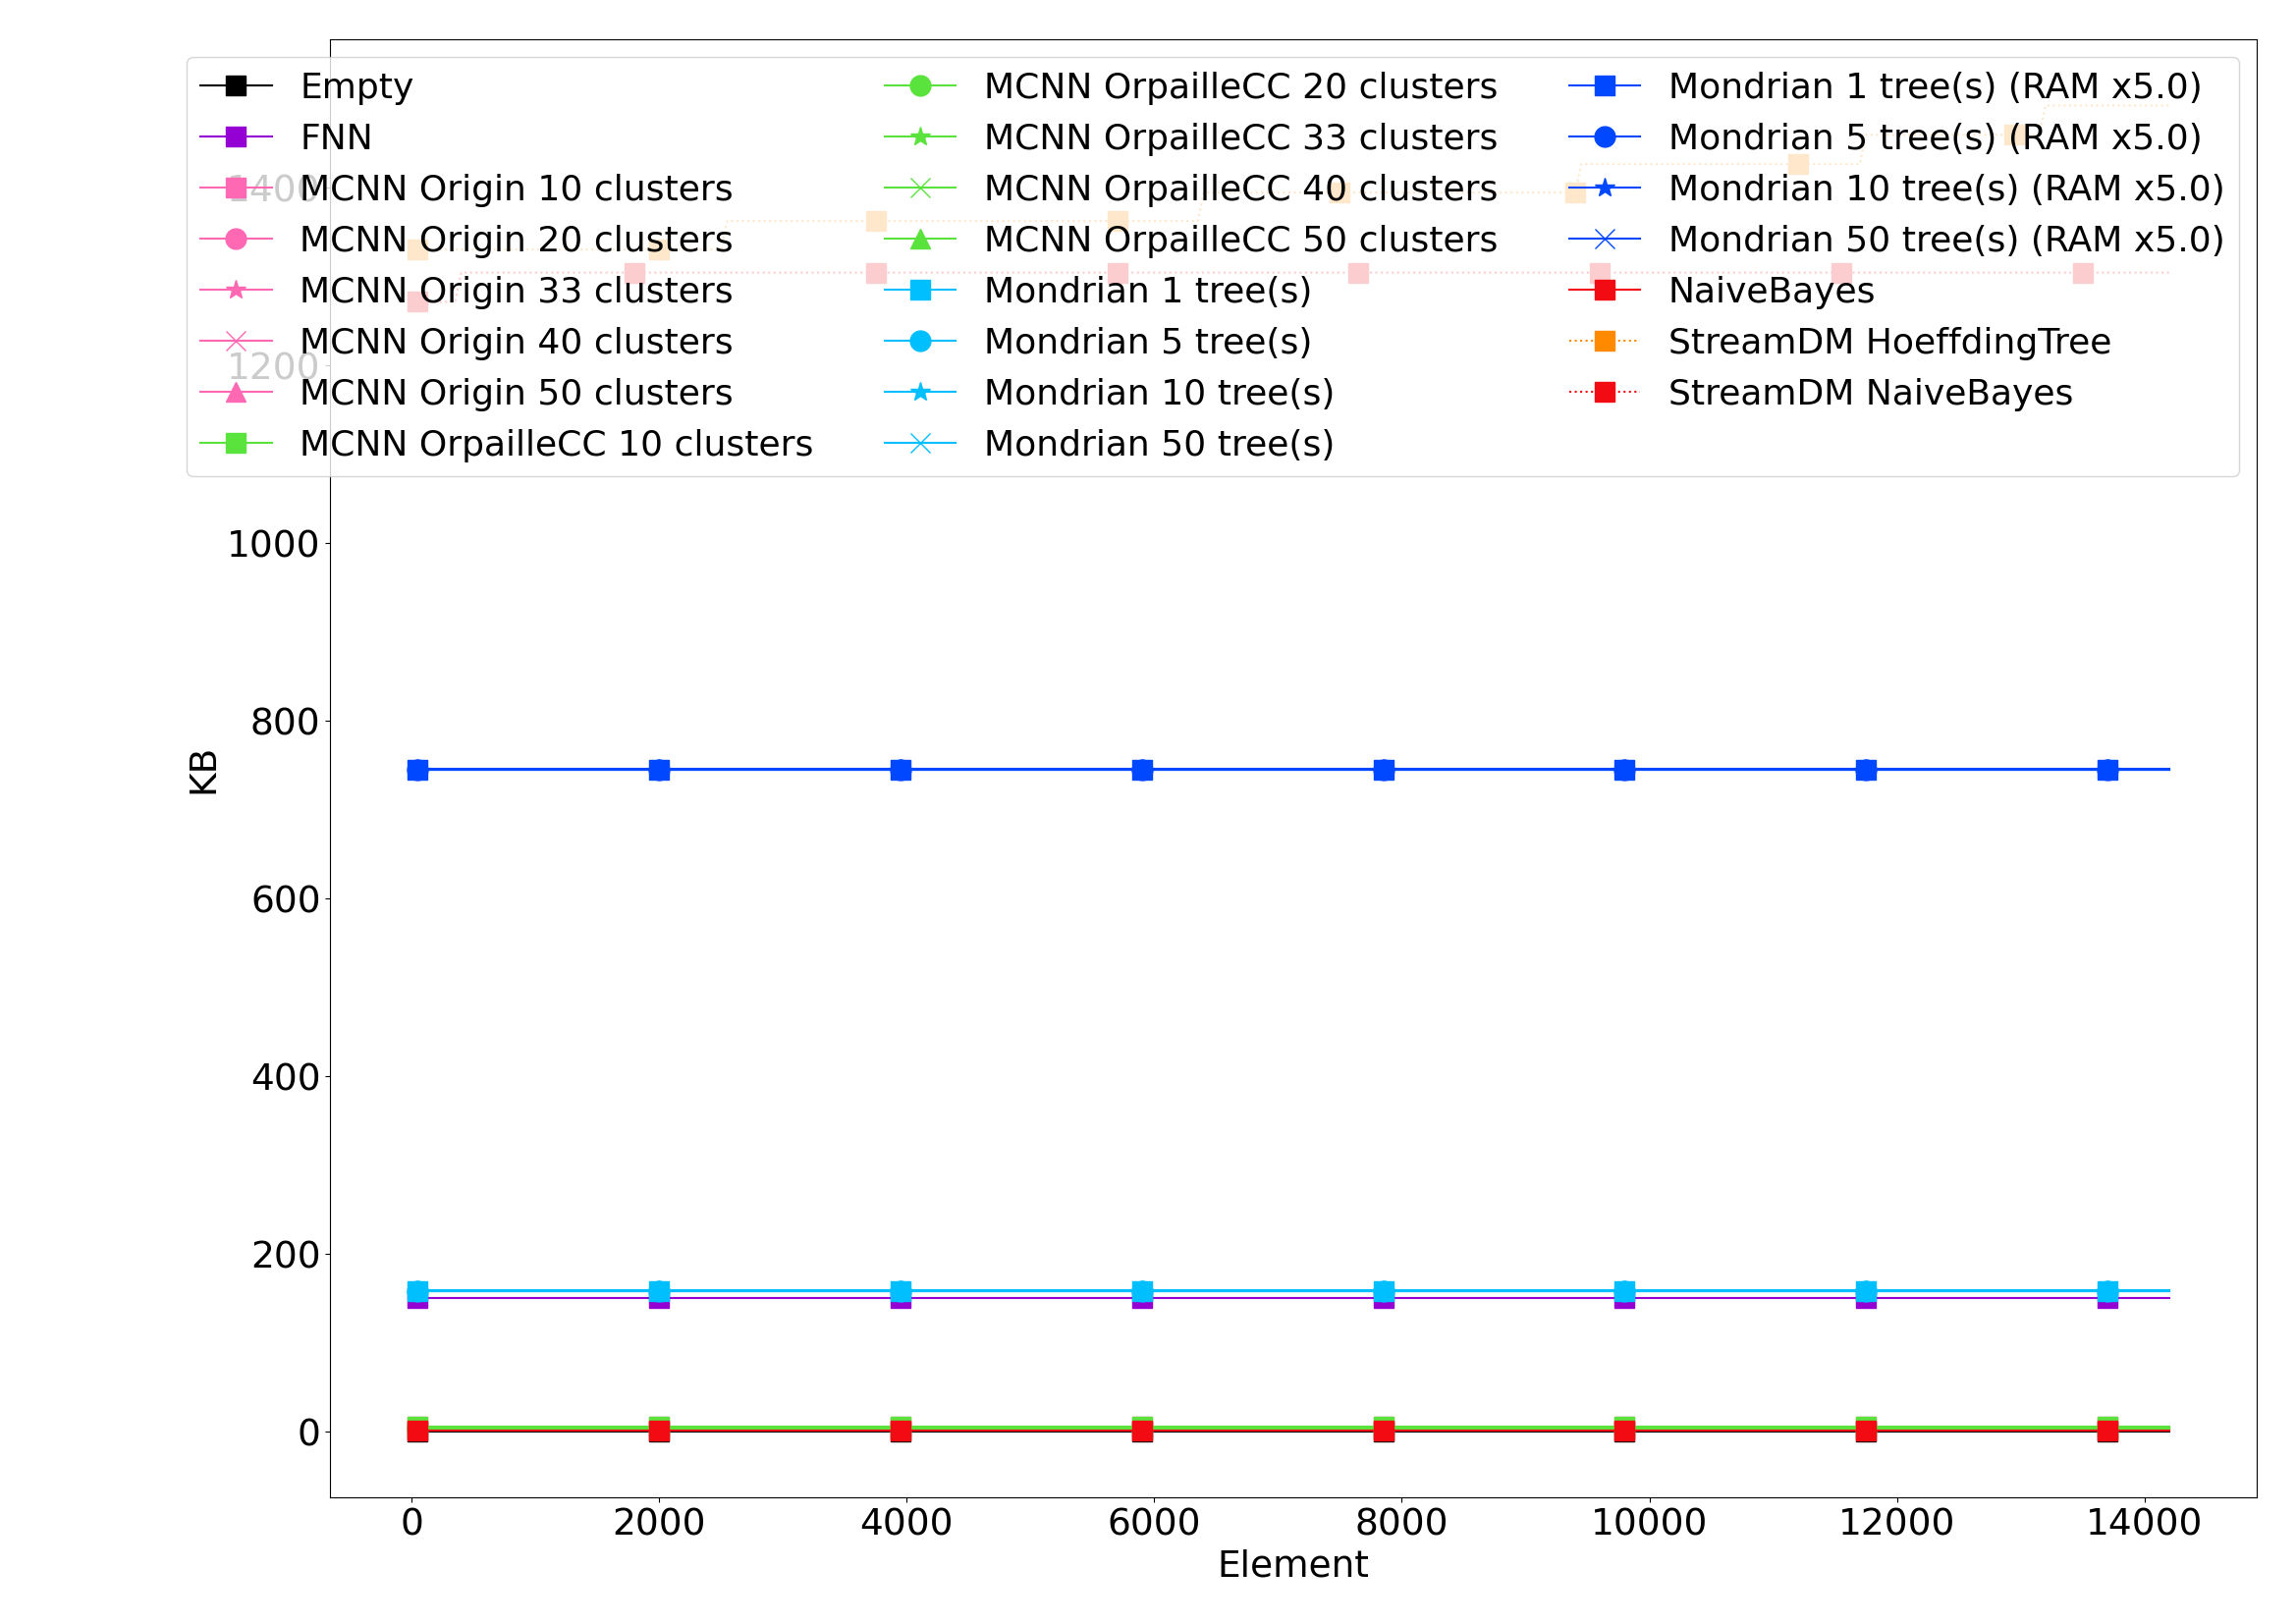 Empty
FNN
MCNN Origin 10 clusters
MCNN Origin 20 clusters
MCNN Origin 33 clusters
MCNN Origin 40 clusters
MCNN Origin 50 clusters
MCNN OrpailleCC 10 clusters
MCNN OrpailleCC 20 clusters
MCNN OrpailleCC 33 clusters
MCNN OrpailleCC 40 clusters
MCNN OrpailleCC 50 clusters
Mondrian 1 tree(s)
Mondrian 5 tree(s)
Mondrian 10 tree(s)
Mondrian 50 tree(s)
Mondrian 1 tree(s) (RAM x5.0)
Mondrian 5 tree(s) (RAM x5.0)
Mondrian 10 tree(s) (RAM x5.0)
Mondrian 50 tree(s) (RAM x5.0)
NaiveBayes
StreamDM HoeffdingTree
StreamDM NaiveBayes
1400
1200
1000
800
600
400
200
0
KB
0 2000 4000 6000 8000 10000 12000 14000
Element